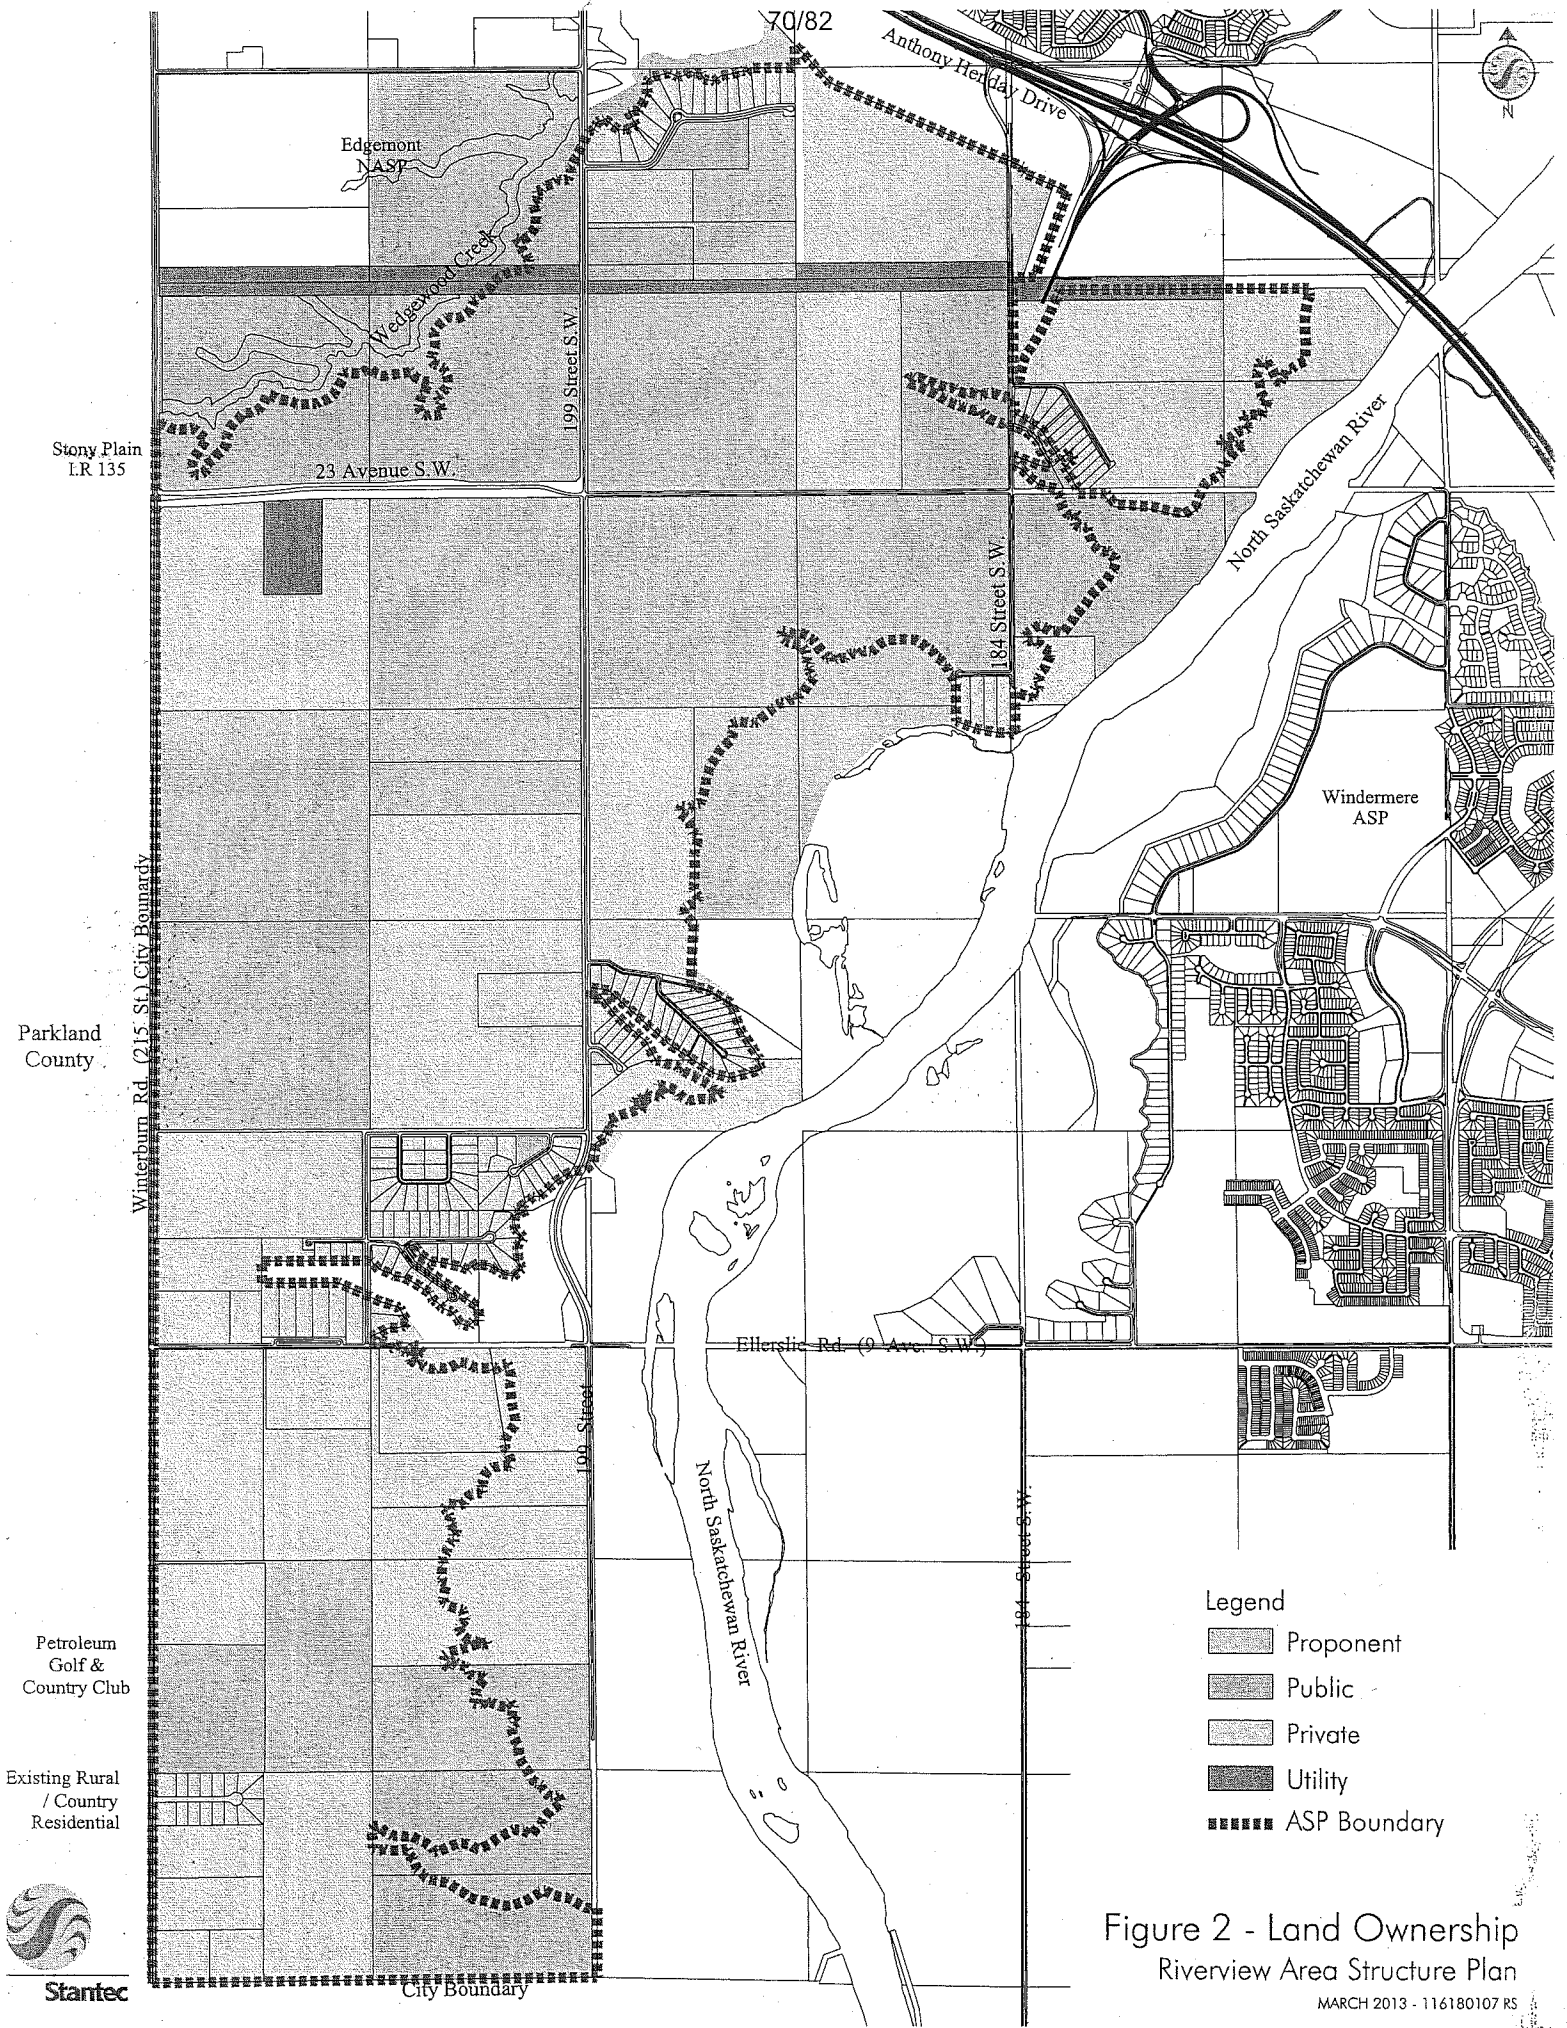 70/82
Anthony Henday Drive
N
Edgemont
NASP
Wedgewood Creek
199 Street S.W.
Stony Plain
I.R 135
23 Avenue S.W.
North Saskatchewan River
184 Street S.W.
Windermere
ASP
Winterburn Rd. (215 St.) City Bounardy
Parkland
County
Ellerslie Rd. (9 Ave. S.W.)
199 Street
North Saskatchewan River
184 Street S.W.
Legend
Proponent
Public
Private
Utility
ASP Boundary
Petroleum
Golf &
Country Club
Existing Rural
/ Country
Residential
Stantec
City Boundary
Figure 2 - Land Ownership
Riverview Area Structure Plan
MARCH 2013 - 116180107 RS